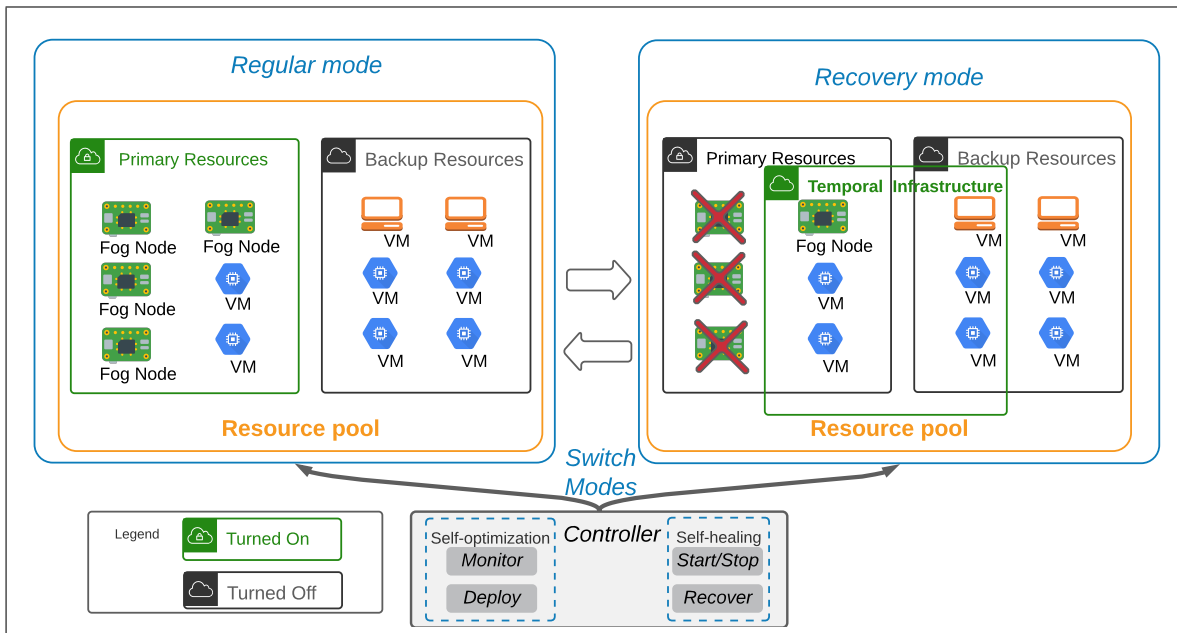 Regular mode
Primary Resources
Backup Resources
Fog Node
Fog Node
VM
VM
Fog Node
VM
VM
VM
Fog Node
VM
VM
VM
Resource pool
Recovery mode
Primary Resources
Backup Resources
Temporal Infrastructure
Fog Node
VM
VM
VM
VM
VM
VM
VM
VM
Resource pool
Switch
Modes
Legend
Turned On
Turned Off
Controller
Self-optimization
Monitor
Deploy
Self-healing
Start/Stop
Recover